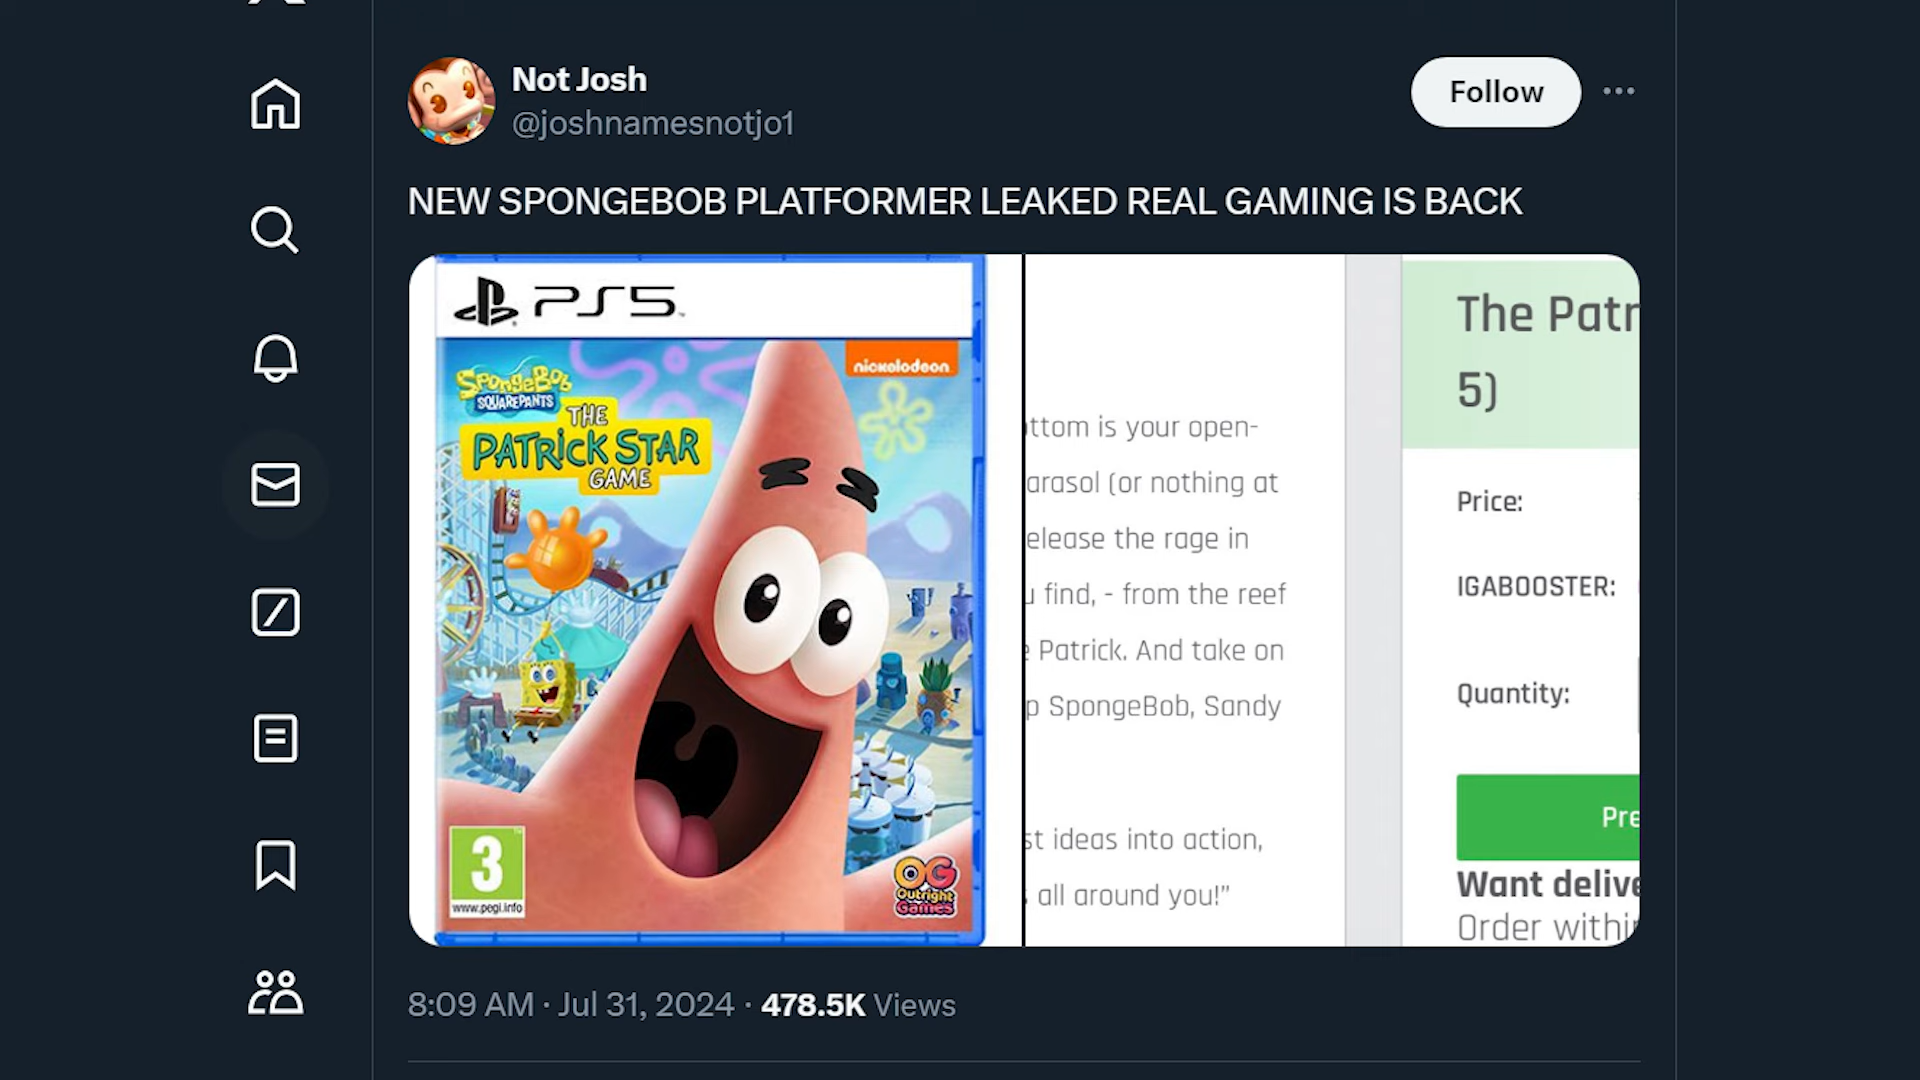 Not Josh
@joshnamesnotjo1
Follow
NEW SPONGEBOB PLATFORMER LEAKED REAL GAMING IS BACK
PS5
nickelodeon
SpongeBob
SQUAREPANTS
THE
PATRICK STAR
GAME
3
www.pegi.info
OG
Outright
Games
ttom is your open-
arasol (or nothing at
elease the rage in
find, - from the reef
Patrick. And take on
p SpongeBob, Sandy
st ideas into action,
all around you!”
The Patr
5)
Price:
IGABOOSTER:
Quantity:
Pre
Want delive
Order withi
8:09 AM · Jul 31, 2024 · 478.5K Views